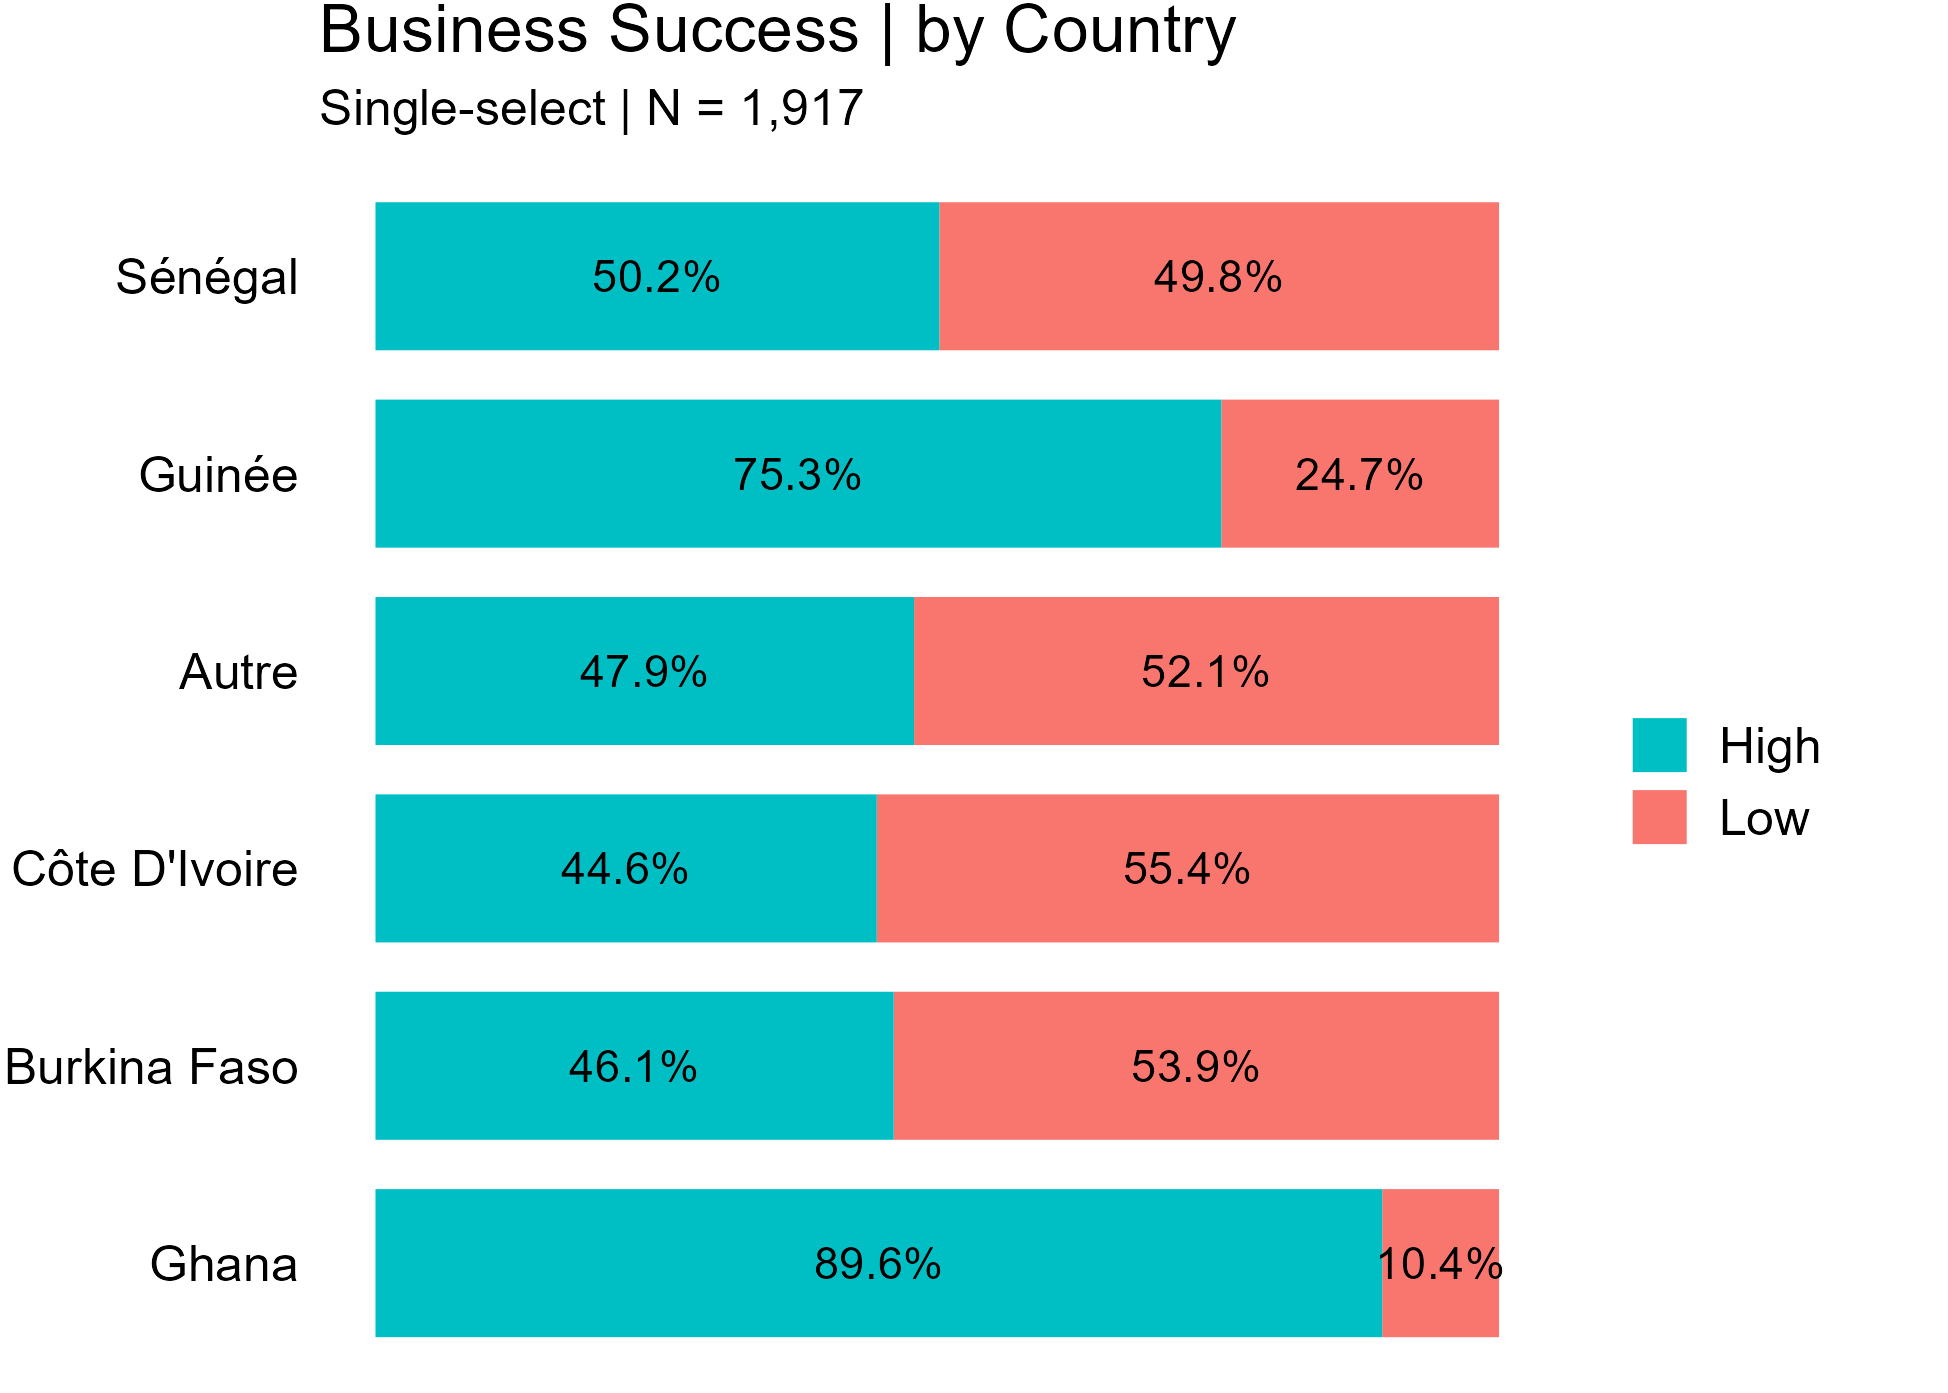 Business Success | by Country
Single-select | N = 1,917
Sénégal 50.2% 49.8%
Guinée 75.3% 24.7%
Autre 47.9% 52.1%
Côte D'Ivoire 44.6% 55.4%
Burkina Faso 46.1% 53.9%
Ghana 89.6% 10.4%
High
Low